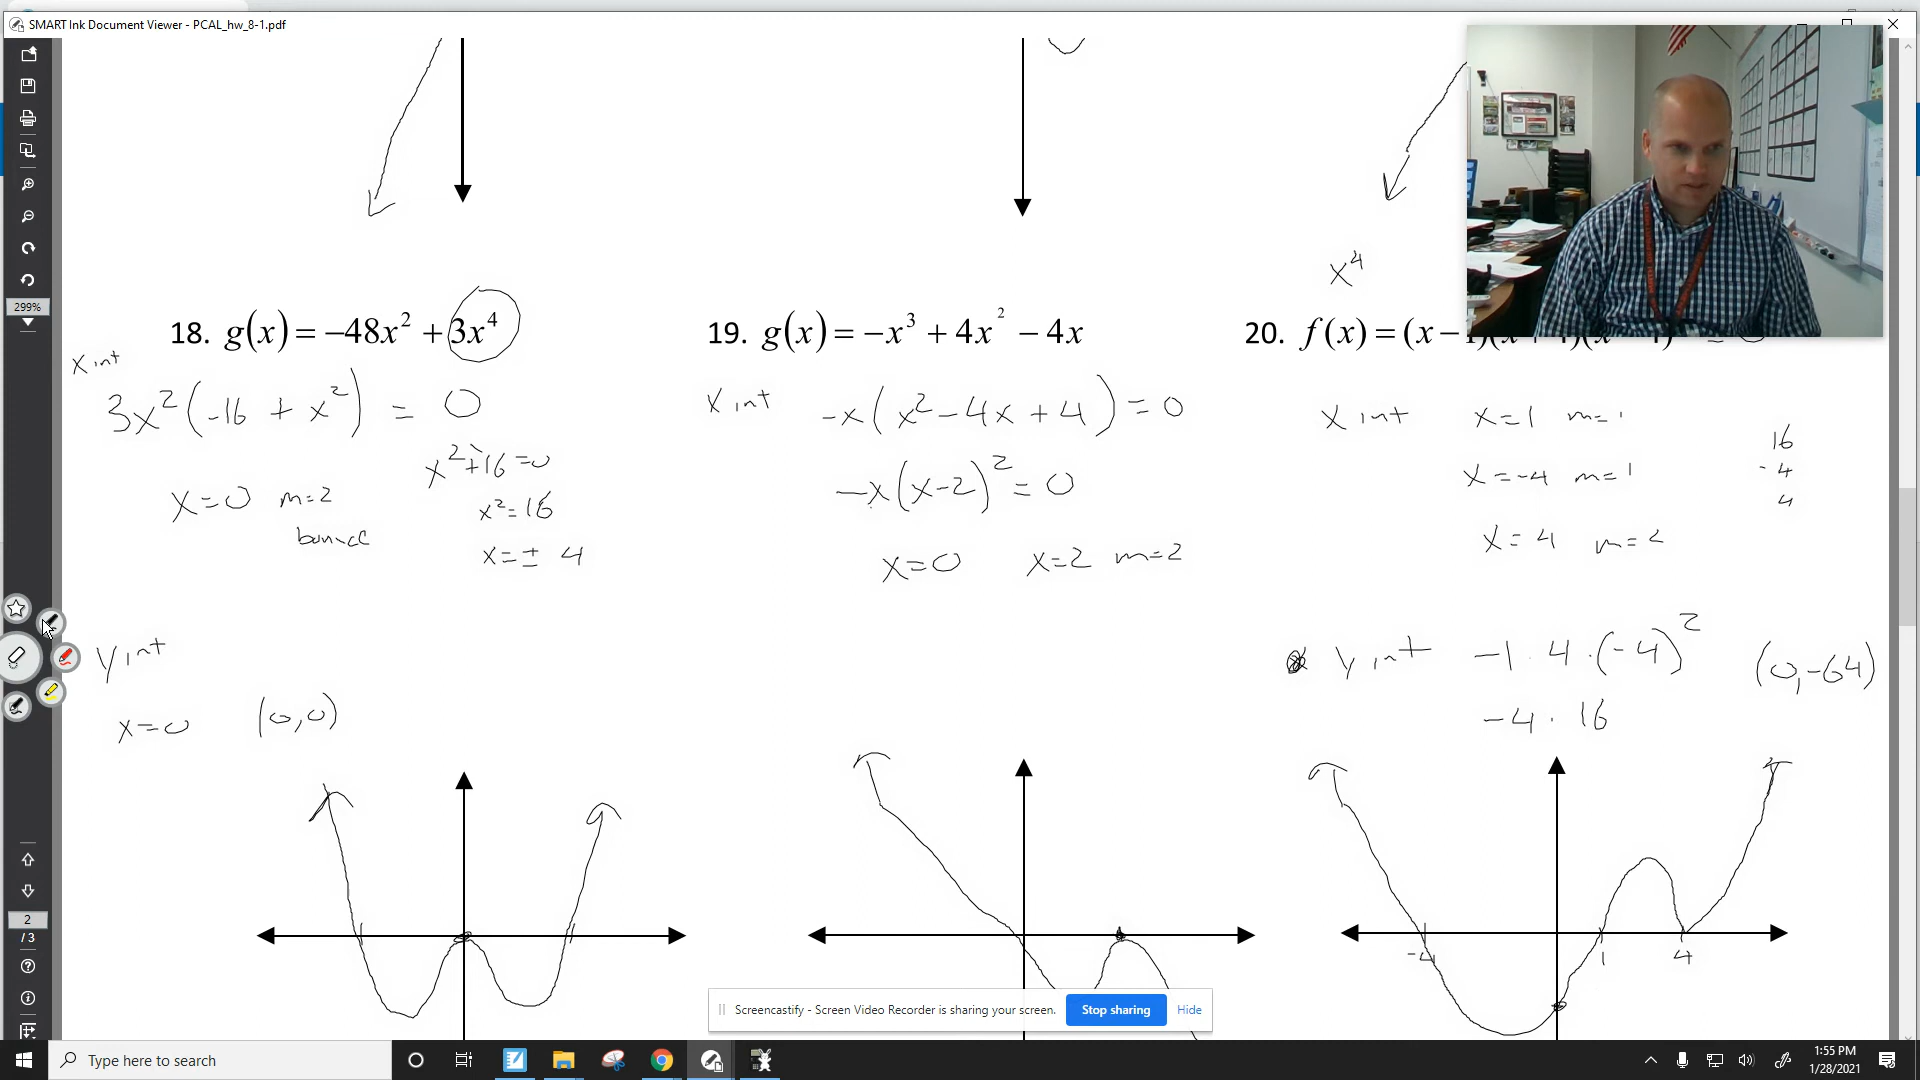 SMART Ink Document Viewer - PCAL_hw_8-1.pdf
299%
x⁴
18. g(x) = −48x² + 3x⁴
19. g(x) = −x³ + 4x² − 4x
20. f(x) = (x −
X int
3x²(-16 + x²) = 0
x² + 16 = 0
x² = 16
x = ± 4
x = 0 m = 2
bounce
y int
x = 0 (0,0)
X int
-x(x² - 4x + 4) = 0
-x(x-2)² = 0
x = 0 x = 2 m = 2
X int x = 1 m = 1
x = -4 m = 1
x = 4 m = 2
16
-4
4
y int -1 · 4 · (-4)² (0, -64)
-4 · 16
-4 1 4
2
/ 3
Screencastify - Screen Video Recorder is sharing your screen. Stop sharing Hide
Type here to search
1:55 PM
1/28/2021